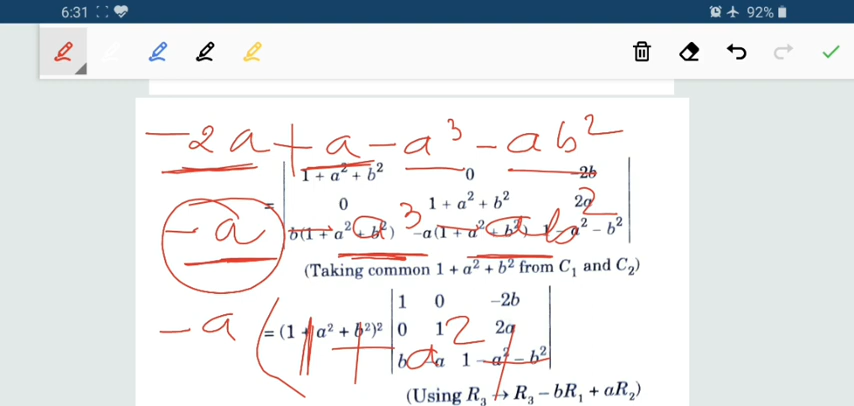 6:31 92%
−2a + a − a³ − ab²
1 + a² + b² 0 −2b
= 0 1 + a² + b² 2a
b(1 + a² + b²) −a(1 + a² + b²) 1 − a² − b²
− a − a³ − ab²
(Taking common 1 + a² + b² from C₁ and C₂)
1 0 −2b
= (1 + a² + b²)² 0 1 2a
b −a 1 − a² − b²
− a (1 + a²
(Using R₃ → R₃ − bR₁ + aR₂)